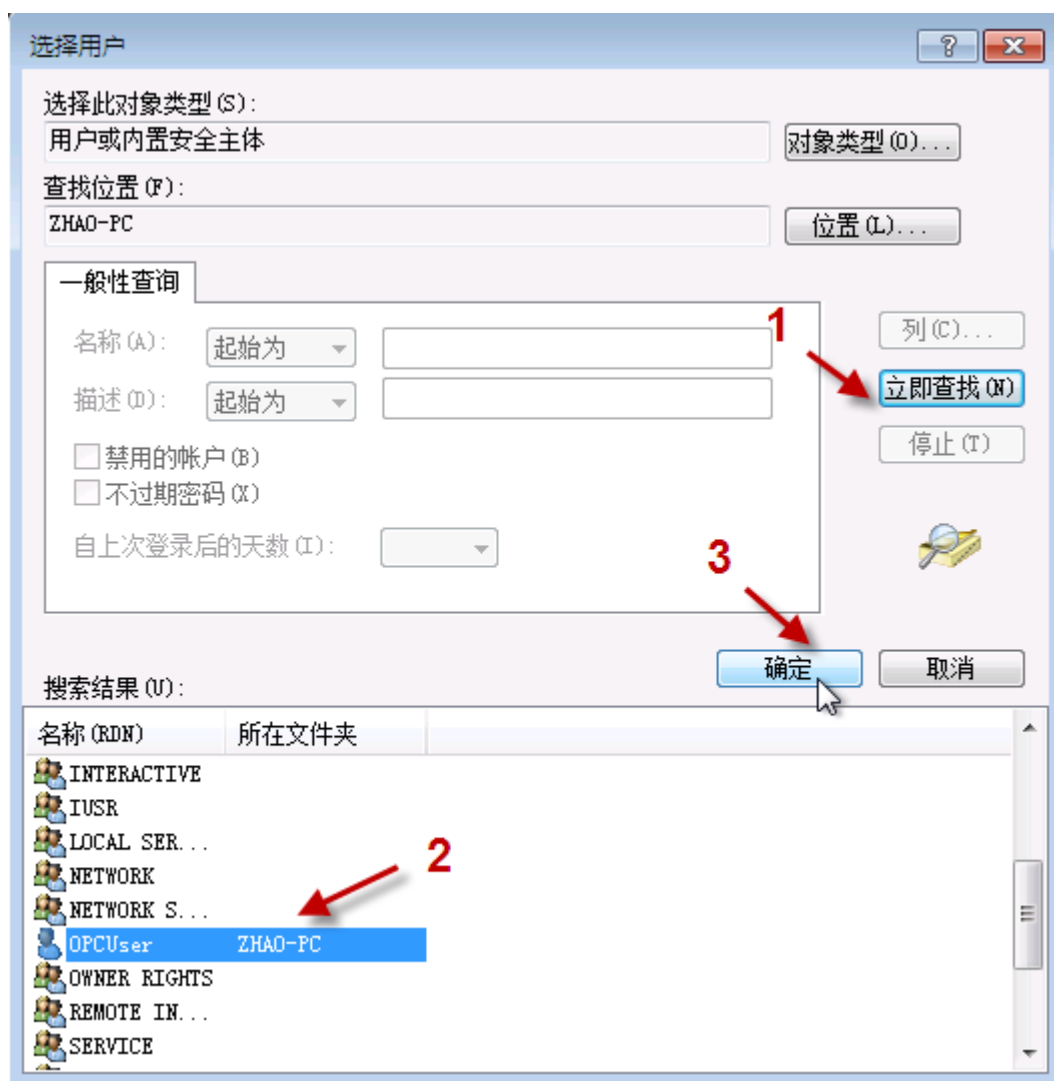 选择用户
选择此对象类型(S):
用户或内置安全主体
对象类型(O)...
查找位置(F):
ZHAO-PC
位置(L)...
一般性查询
名称(A): 起始为
1
列(C)...
描述(D): 起始为
立即查找(N)
停止(T)
禁用的帐户(B)
不过期密码(X)
自上次登录后的天数(I):
3
确定 取消
搜索结果(U):
名称(RDN) 所在文件夹
INTERACTIVE
IUSR
LOCAL SER...
2
NETWORK
NETWORK S...
OPCUser ZHAO-PC
OWNER RIGHTS
REMOTE IN...
SERVICE